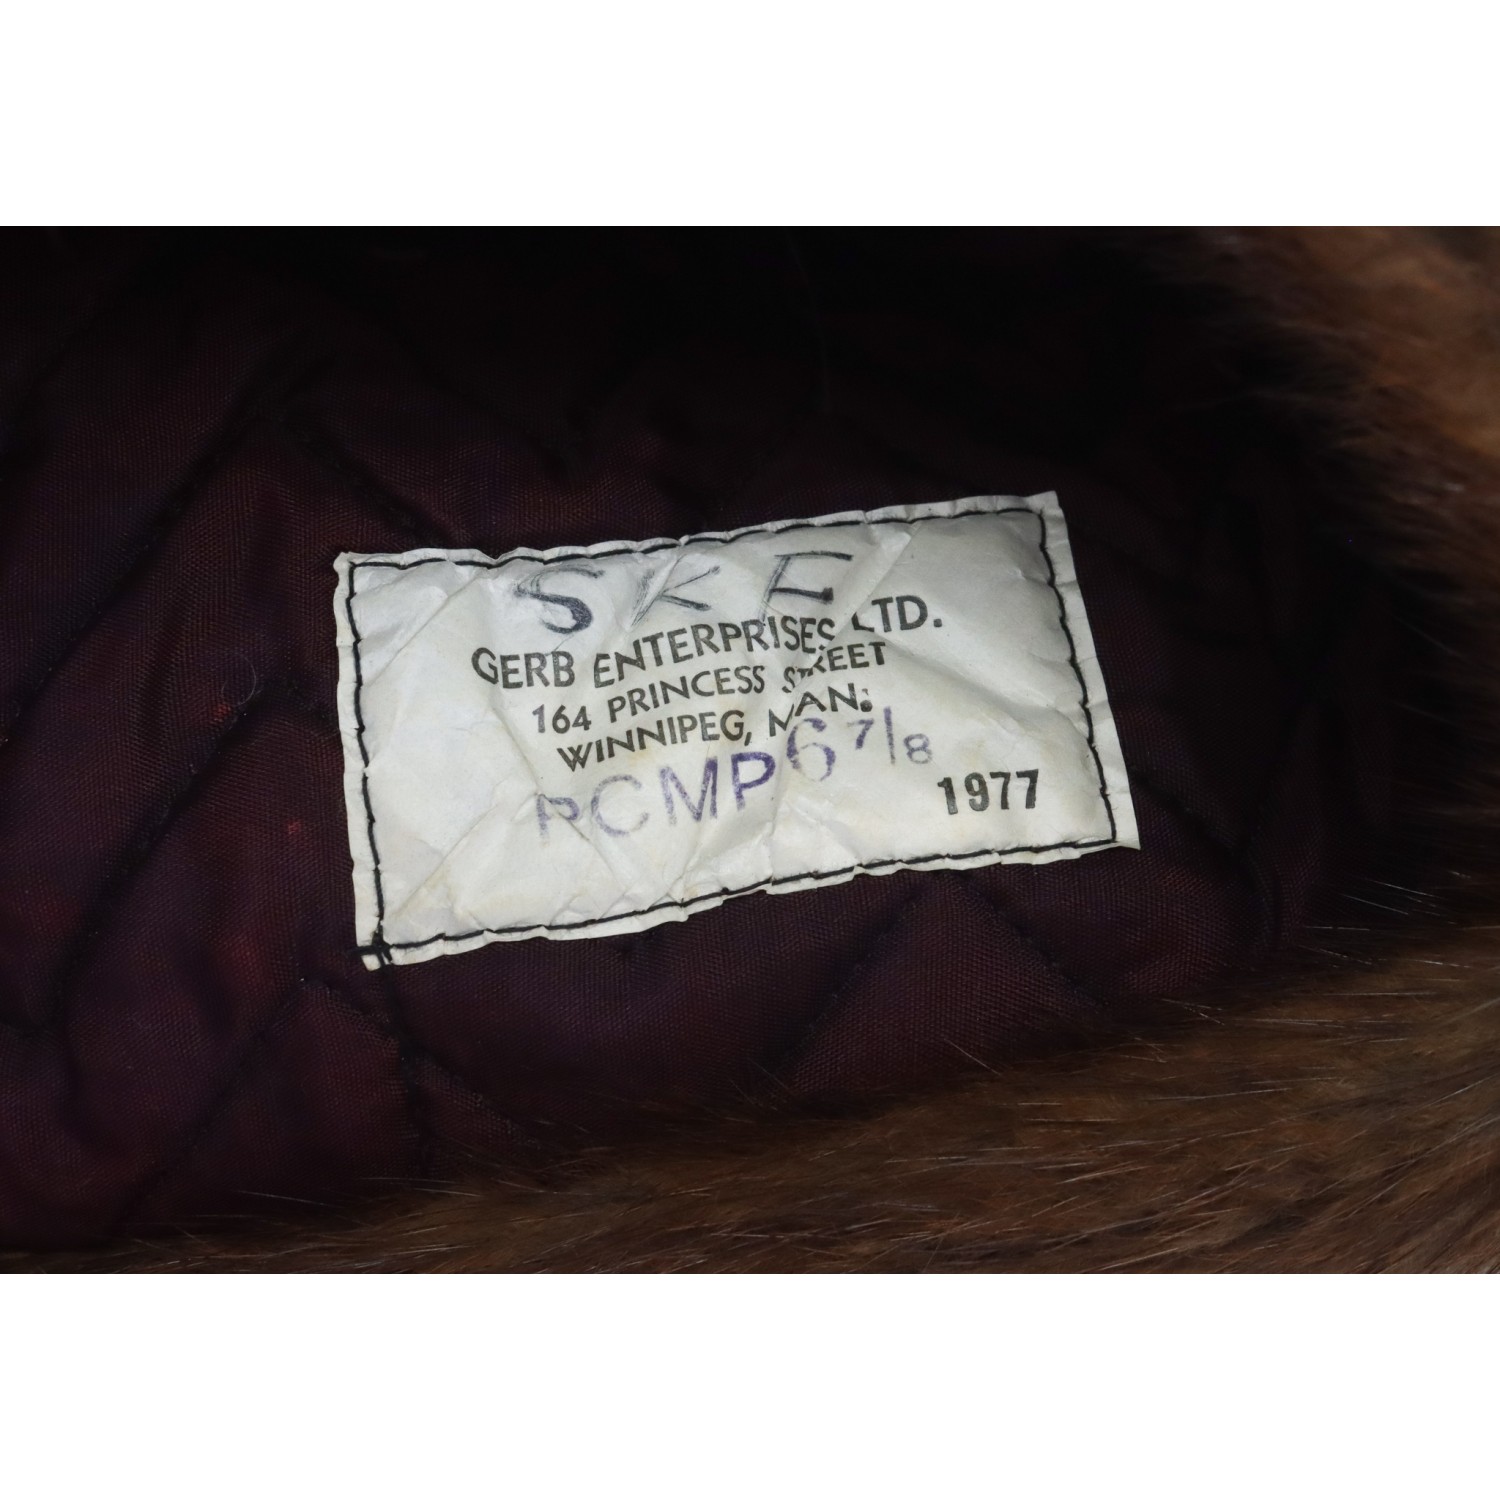 SKE
GERB ENTERPRISES LTD.
164 PRINCESS STREET
WINNIPEG, MAN.
RCMP 6 7/8
1977